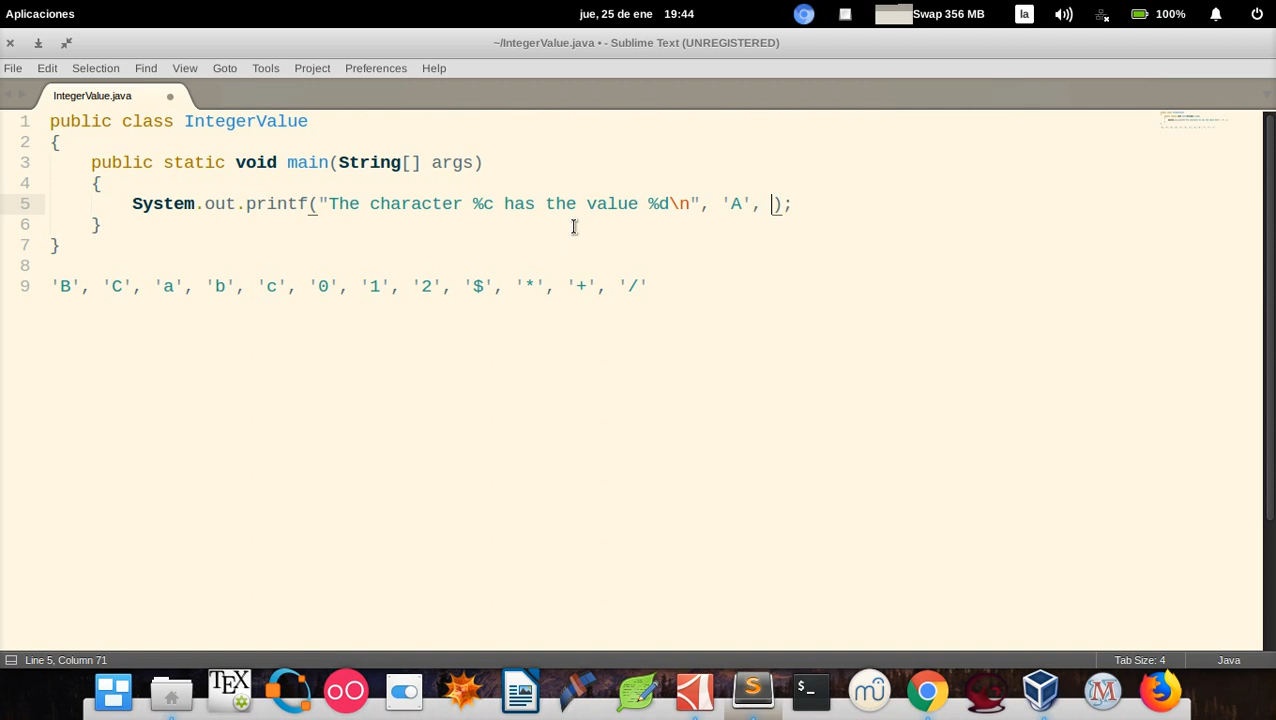 Aplicaciones jue, 25 de ene 19:44 Swap 356 MB la 100%
~/IntegerValue.java • - Sublime Text (UNREGISTERED)
File Edit Selection Find View Goto Tools Project Preferences Help
IntegerValue.java
1 public class IntegerValue
2 {
3 public static void main(String[] args)
4 {
5 System.out.printf("The character %c has the value %d\n", 'A', );
6 }
7 }
8
9 'B', 'C', 'a', 'b', 'c', '0', '1', '2', '$', '*', '+', '/'
Line 5, Column 71 Tab Size: 4 Java
TEX S >_ mu M